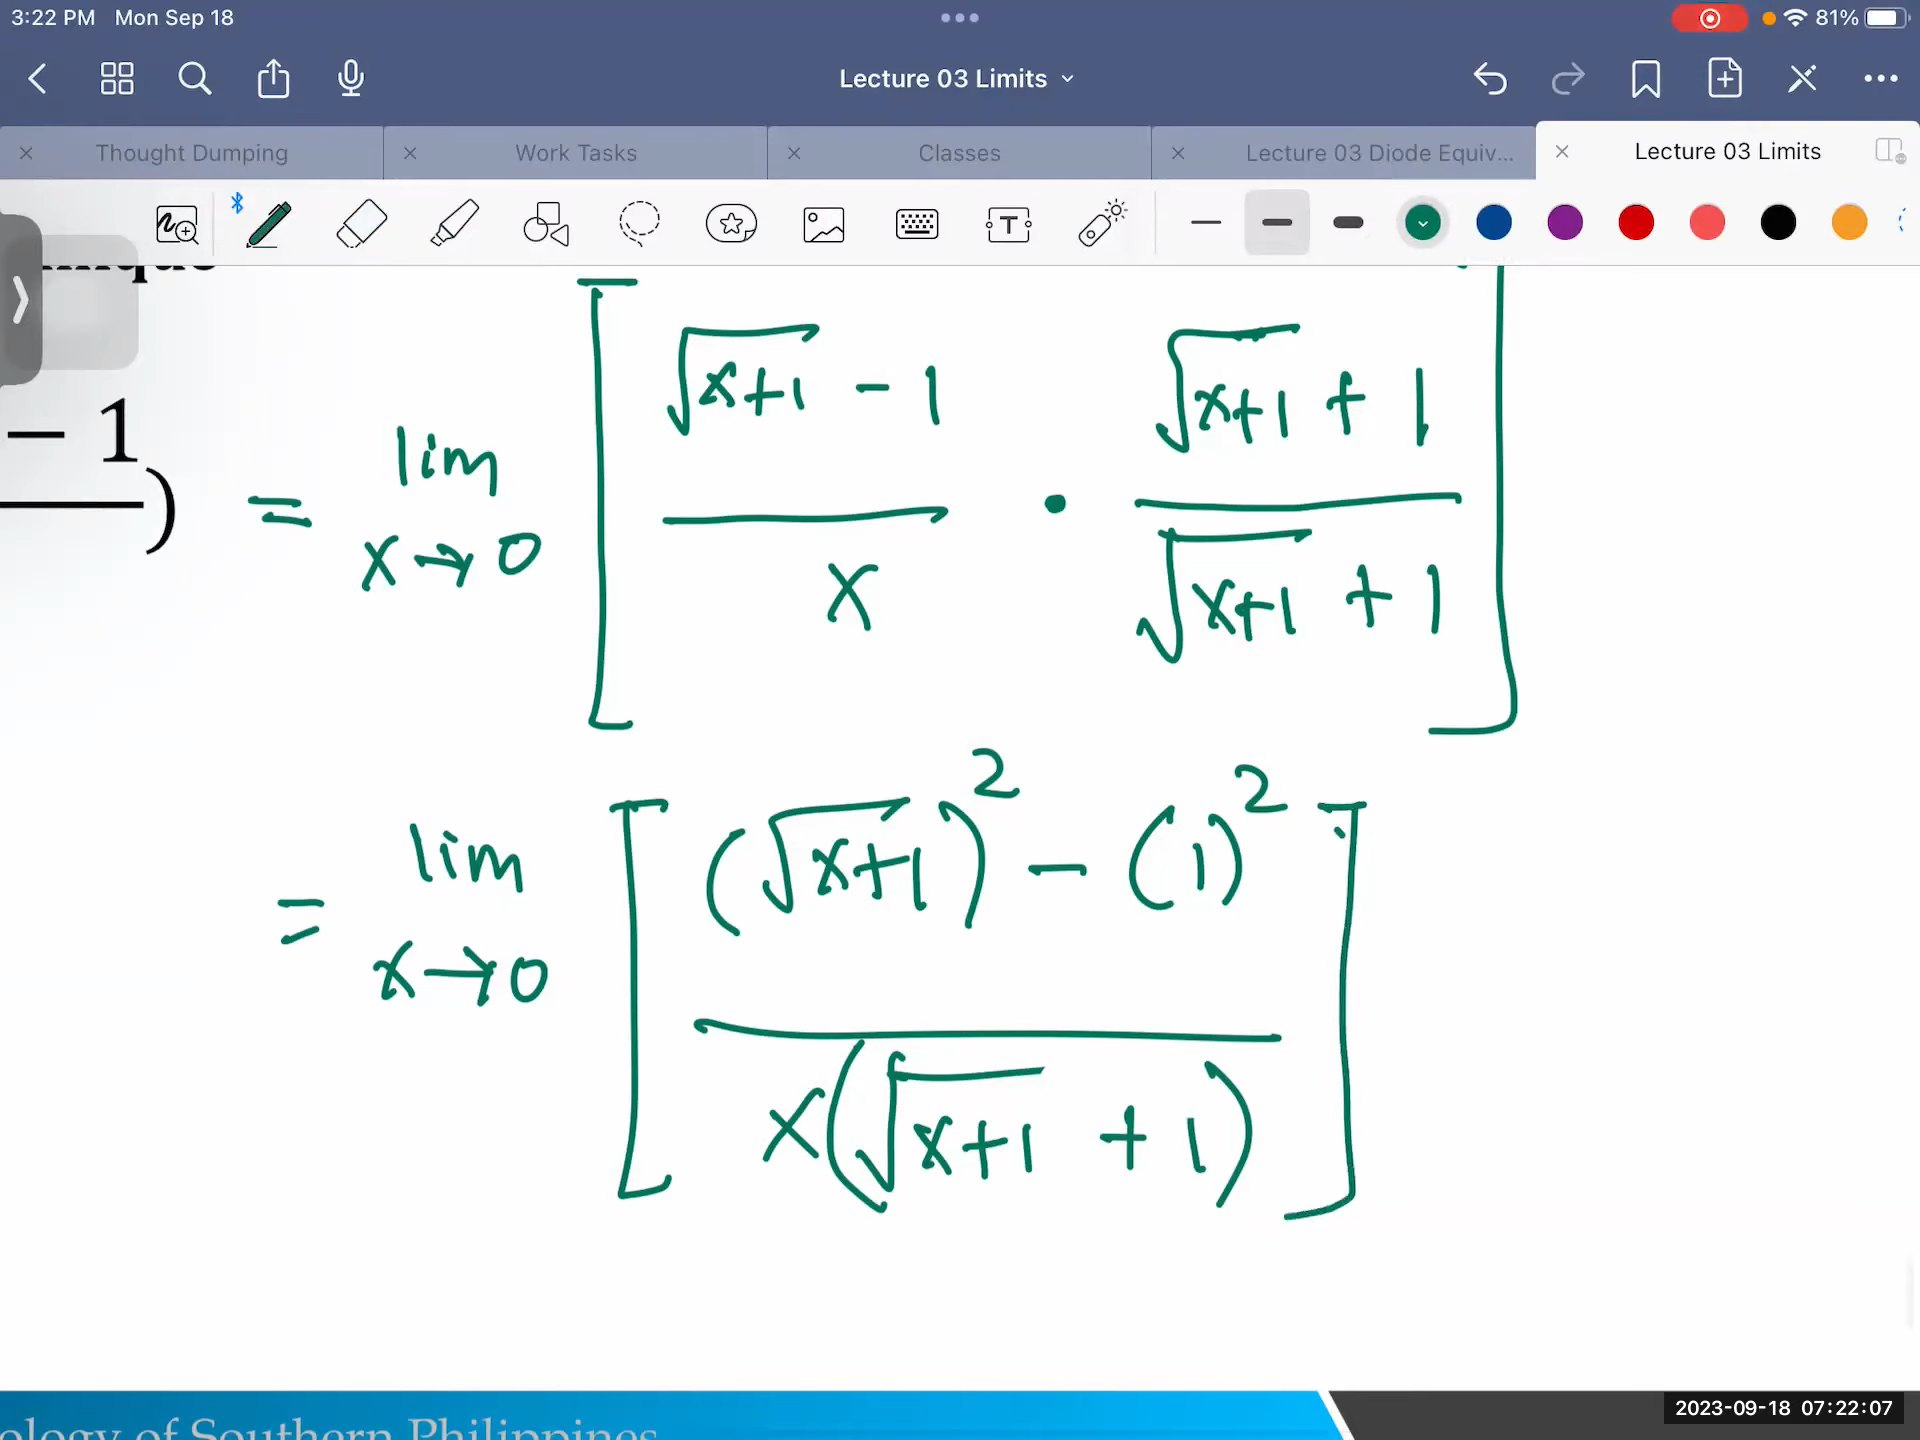 3:22 PM Mon Sep 18
81%
Lecture 03 Limits
Thought Dumping
Work Tasks
Classes
Lecture 03 Diode Equiv...
Lecture 03 Limits
T
− 1
)
= lim x→0 [ (√(x+1) − 1)/x · (√(x+1) + 1)/(√(x+1) + 1) ]
= lim x→0 [ ((√(x+1))² − (1)²)/(x(√(x+1) + 1)) ]
ology of Southern Philippines
2023-09-18 07:22:07